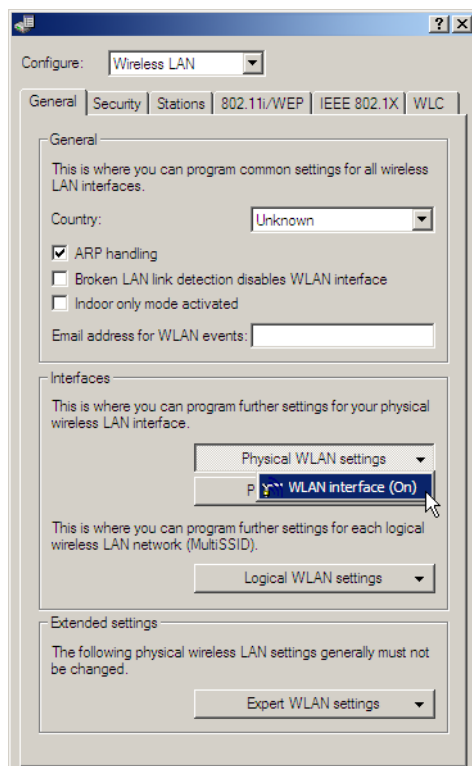 Configure: Wireless LAN
General Security Stations 802.11i/WEP IEEE 802.1X WLC
General
This is where you can program common settings for all wireless
LAN interfaces.
Country: Unknown
ARP handling
Broken LAN link detection disables WLAN interface
Indoor only mode activated
Email address for WLAN events:
Interfaces
This is where you can program further settings for your physical
wireless LAN interface.
Physical WLAN settings
P WLAN interface (On)
This is where you can program further settings for each logical
wireless LAN network (MultiSSID).
Logical WLAN settings
Extended settings
The following physical wireless LAN settings generally must not
be changed.
Expert WLAN settings